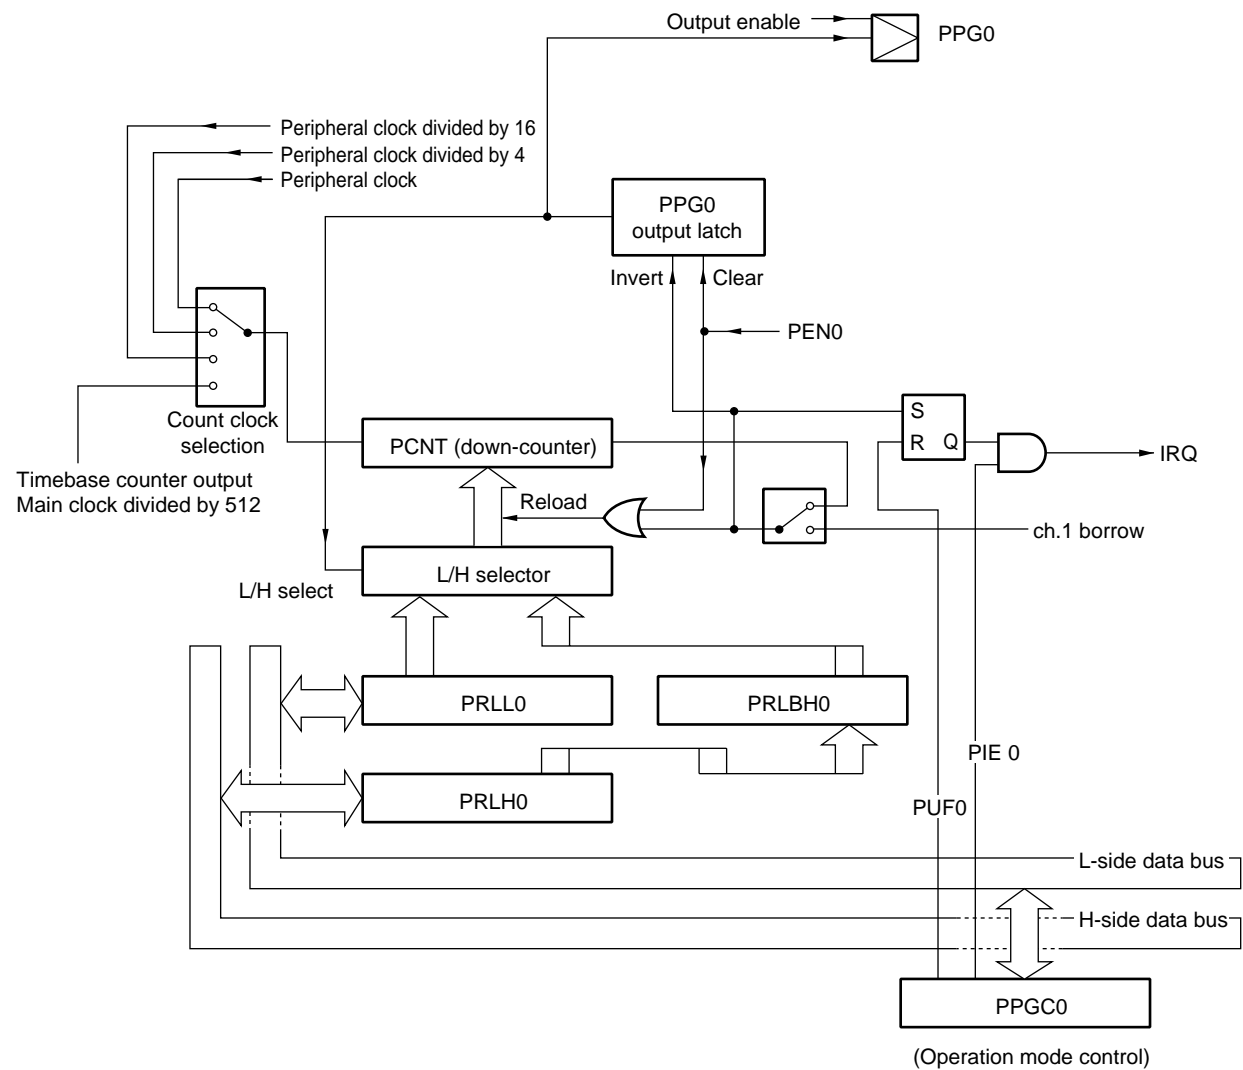 Output enable
PPG0
Peripheral clock divided by 16
Peripheral clock divided by 4
Peripheral clock
PPG0
output latch
Invert
Clear
PEN0
Count clock
selection
PCNT (down-counter)
S
R
Q
IRQ
Timebase counter output
Main clock divided by 512
Reload
ch.1 borrow
L/H selector
L/H select
PRLL0
PRLBH0
PIE 0
PRLH0
PUF0
L-side data bus
H-side data bus
PPGC0
(Operation mode control)